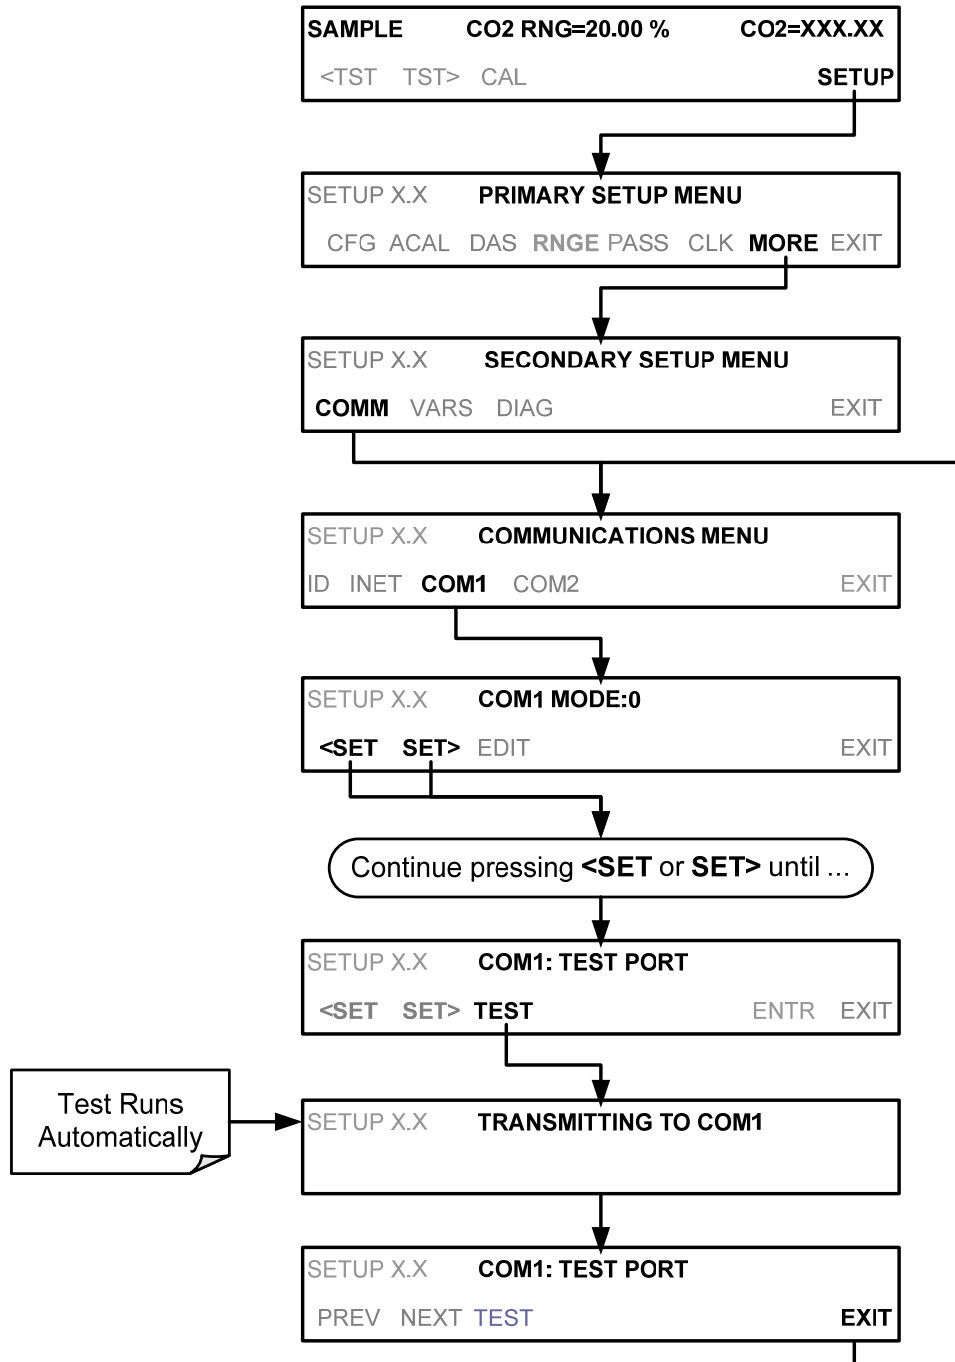 SAMPLE CO2 RNG=20.00 % CO2=XXX.XX
<TST TST> CAL SETUP
SETUP X.X PRIMARY SETUP MENU
CFG ACAL DAS RNGE PASS CLK MORE EXIT
SETUP X.X SECONDARY SETUP MENU
COMM VARS DIAG EXIT
SETUP X.X COMMUNICATIONS MENU
ID INET COM1 COM2 EXIT
SETUP X.X COM1 MODE:0
<SET SET> EDIT EXIT
Continue pressing <SET or SET> until ...
SETUP X.X COM1: TEST PORT
<SET SET> TEST ENTR EXIT
Test Runs
Automatically
SETUP X.X TRANSMITTING TO COM1
SETUP X.X COM1: TEST PORT
PREV NEXT TEST EXIT